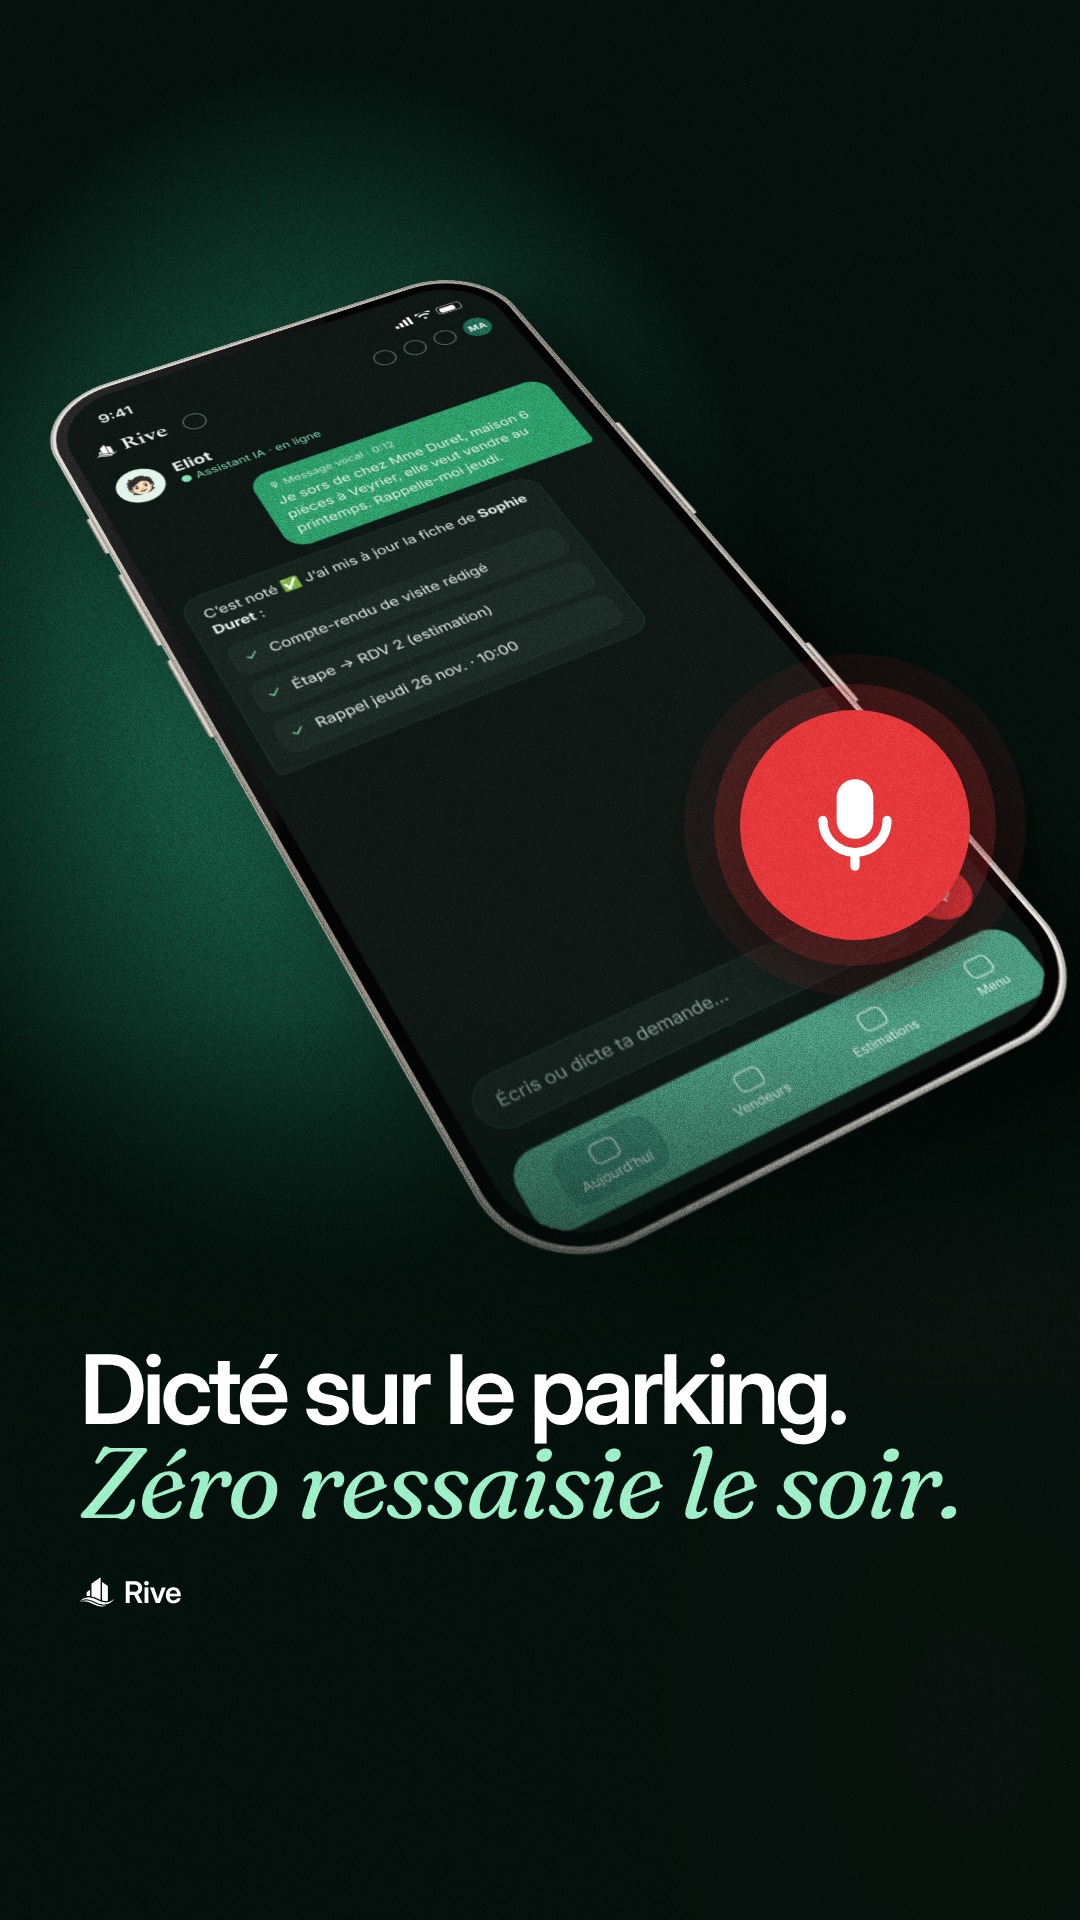 9:41
MA
Rive
Eliot
Assistant IA · en ligne
Message vocal · 0:12
Je sors de chez Mme Duret, maison 6
pièces à Veyrier, elle veut vendre au
printemps. Rappelle-moi jeudi.
C'est noté ✅ J'ai mis à jour la fiche de Sophie
Duret :
✓ Compte-rendu de visite rédigé
✓ Étape → RDV 2 (estimation)
✓ Rappel jeudi 26 nov. · 10:00
Écris ou dicte ta demande...
Aujourd'hui
Vendeurs
Estimations
Menu
Dicté sur le parking.
Zéro ressaisie le soir.
Rive